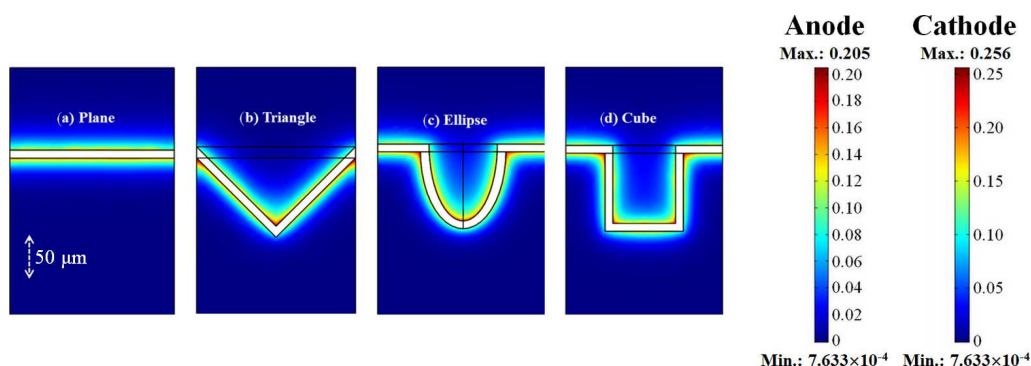 Anode Cathode
Max.: 0.205 Max.: 0.256
(a) Plane
(b) Triangle
(c) Ellipse
(d) Cube
50 μm
0.20
0.18
0.16
0.14
0.12
0.10
0.08
0.06
0.04
0.02
0
0.25
0.20
0.15
0.10
0.05
0
Min.: 7.633×10⁻⁴ Min.: 7.633×10⁻⁴